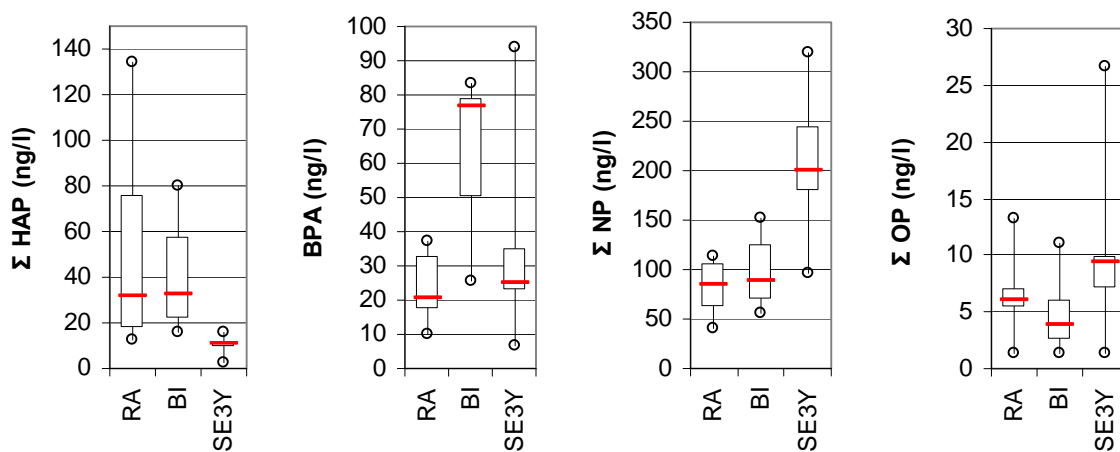 Σ HAP (ng/l)
140
120
100
80
60
40
20
0
RA
BI
SE3Y
BPA (ng/l)
100
90
80
70
60
50
40
30
20
10
0
RA
BI
SE3Y
Σ NP (ng/l)
350
300
250
200
150
100
50
0
RA
BI
SE3Y
Σ OP (ng/l)
30
25
20
15
10
5
0
RA
BI
SE3Y